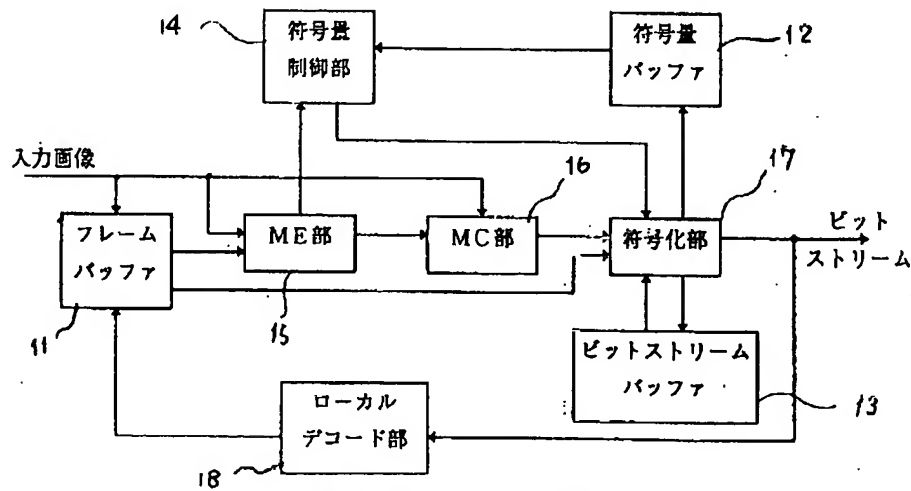 14
符号量
制御部
符号量
バッファ
12
入力画像
16
17
フレーム
バッファ
ME部
MC部
符号化部
ビット
ストリーム
11
15
ビットストリーム
バッファ
13
ローカル
デコード部
18